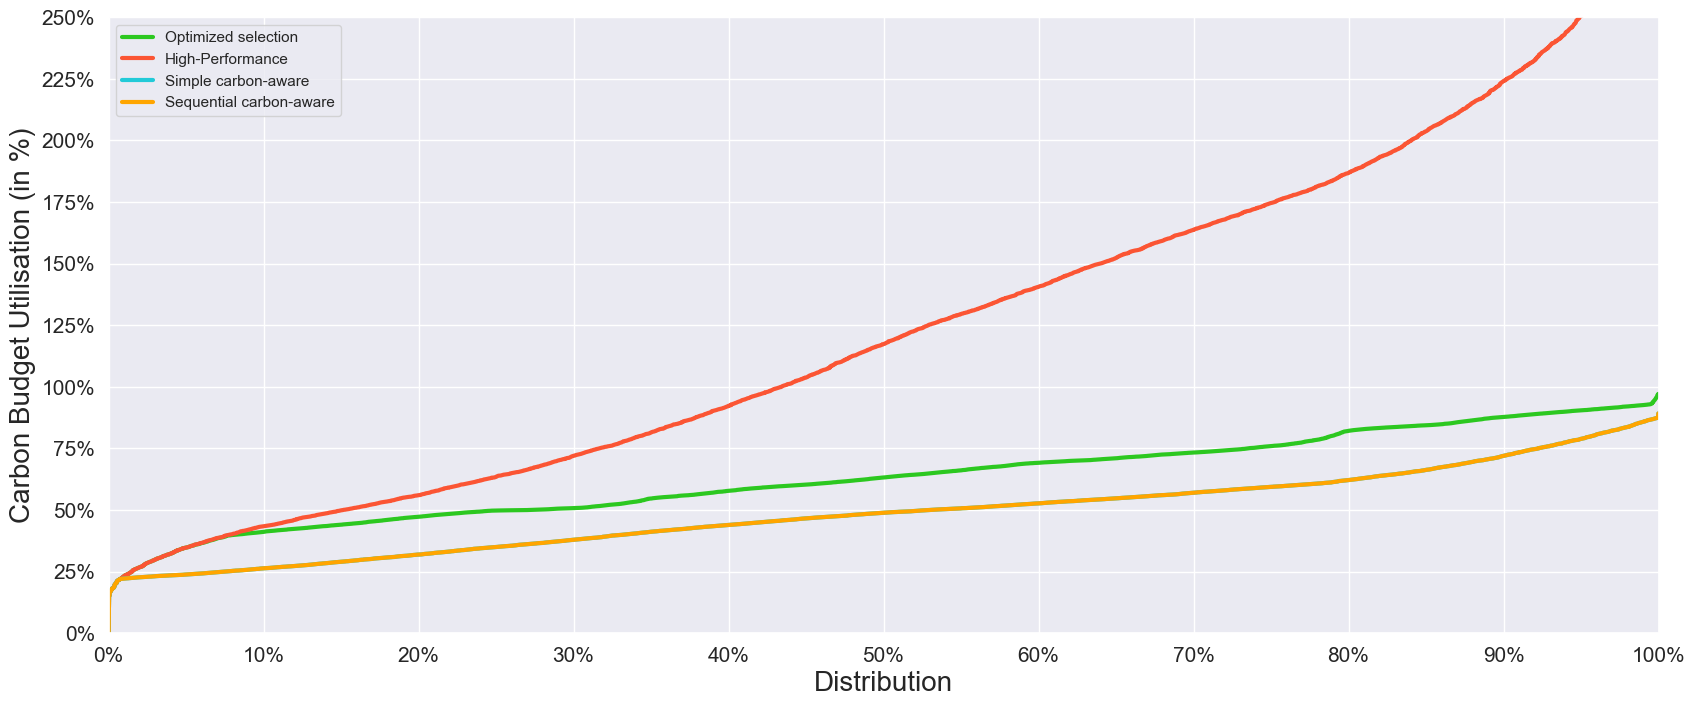 250%
225%
200%
175%
150%
125%
100%
75%
50%
25%
0%
Carbon Budget Utilisation (in %)
Optimized selection
High-Performance
Simple carbon-aware
Sequential carbon-aware
0% 10% 20% 30% 40% 50% 60% 70% 80% 90% 100%
Distribution